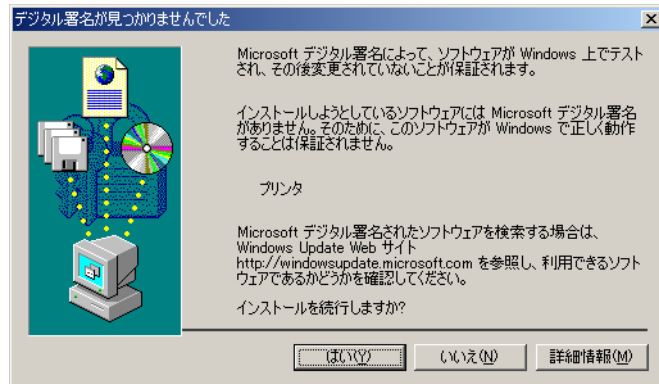 デジタル署名が見つかりませんでした
Microsoft デジタル署名によって、ソフトウェアが Windows 上でテスト
され、その後変更されていないことが保証されます。
インストールしようとしているソフトウェアには Microsoft デジタル署名
がありません。そのために、このソフトウェアが Windows で正しく動作
することは保証されません。
プリンタ
Microsoft デジタル署名されたソフトウェアを検索する場合は、
Windows Update Web サイト
http://windowsupdate.microsoft.com を参照し、利用できるソフト
ウェアであるかどうかを確認してください。
インストールを続行しますか?
はい(Y) いいえ(N) 詳細情報(M)